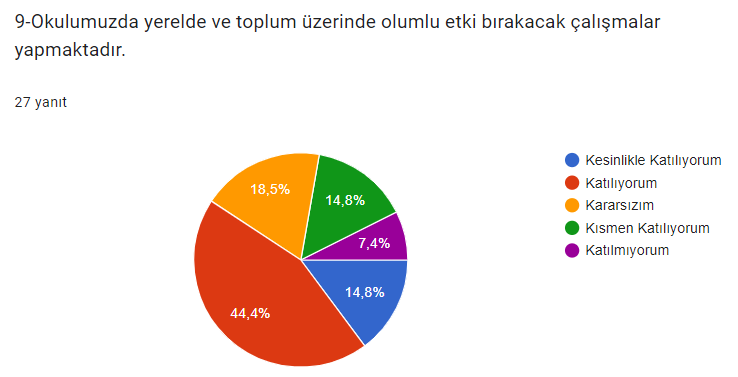 9-Okulumuzda yerelde ve toplum üzerinde olumlu etki bırakacak çalışmalar
yapmaktadır.
27 yanıt
Kesinlikle Katılıyorum
Katılıyorum
Kararsızım
Kısmen Katılıyorum
Katılmıyorum
18,5%
14,8%
7,4%
14,8%
44,4%